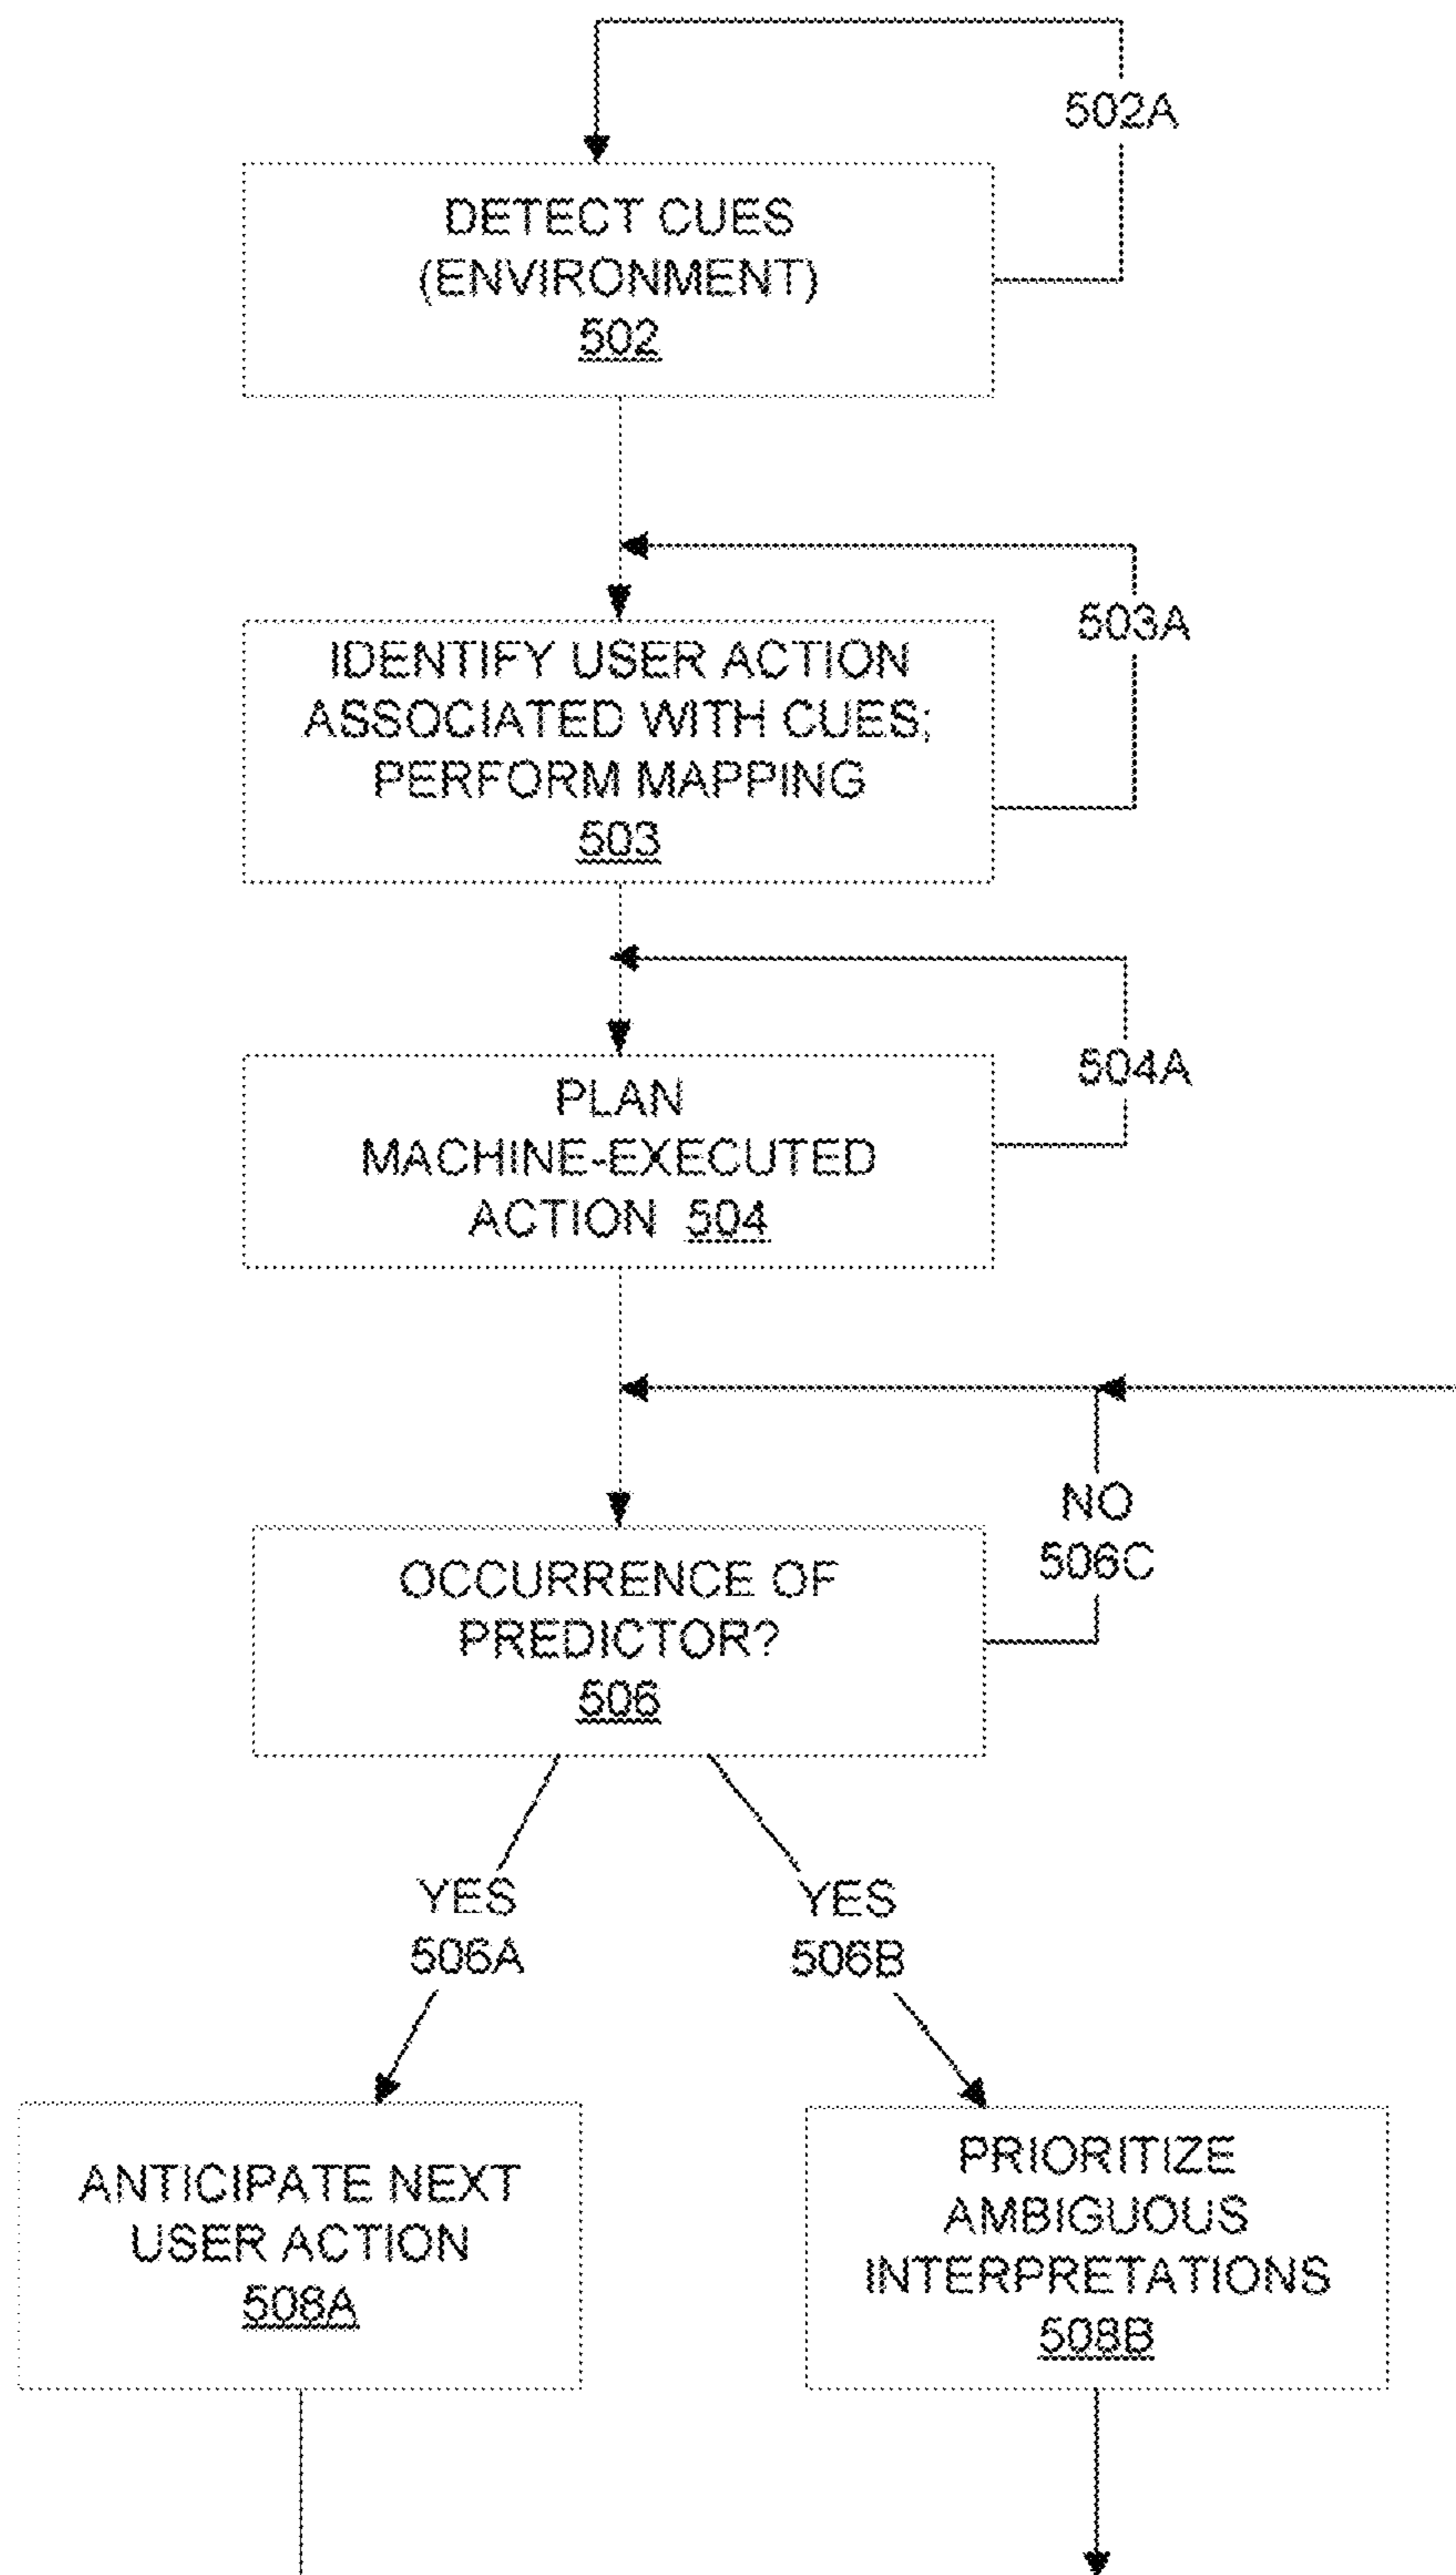 502A
DETECT CUES
(ENVIRONMENT)
502
503A
IDENTIFY USER ACTION
ASSOCIATED WITH CUES;
PERFORM MAPPING
503
504A
PLAN
MACHINE-EXECUTED
ACTION 504
NO
506C
OCCURRENCE OF
PREDICTOR?
506
YES
506A
YES
506B
ANTICIPATE NEXT
USER ACTION
508A
PRIORITIZE
AMBIGUOUS
INTERPRETATIONS
508B